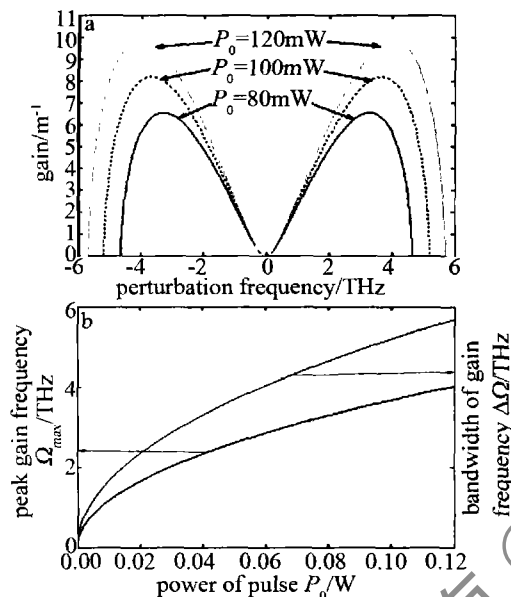 a
P₀=120mW
P₀=100mW
P₀=80mW
gain/m⁻¹
11
10
9
8
7
6
5
4
3
2
1
0
-6 -4 -2 0 2 4 6
perturbation frequency/THz
b
peak gain frequency
Ωmax/THz
6
4
2
0
0.00 0.02 0.04 0.06 0.08 0.10 0.12
power of pulse P₀/W
bandwidth of gain
frequency ΔΩ/THz